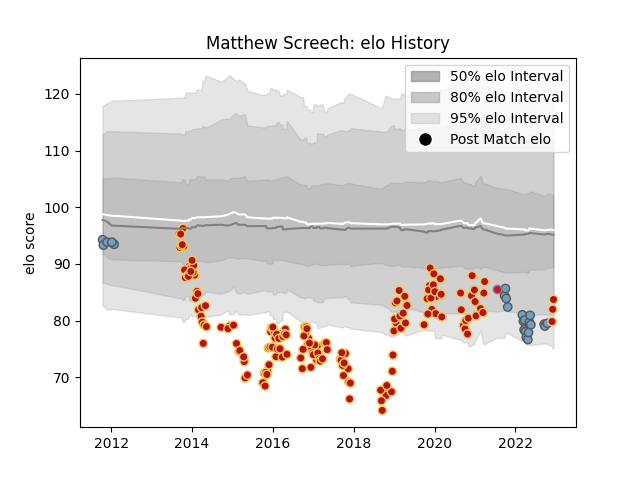 Matthew Screech: elo History
50% elo Interval
80% elo Interval
95% elo Interval
Post Match elo
elo score
120
110
100
90
80
70
2012
2014
2016
2018
2020
2022